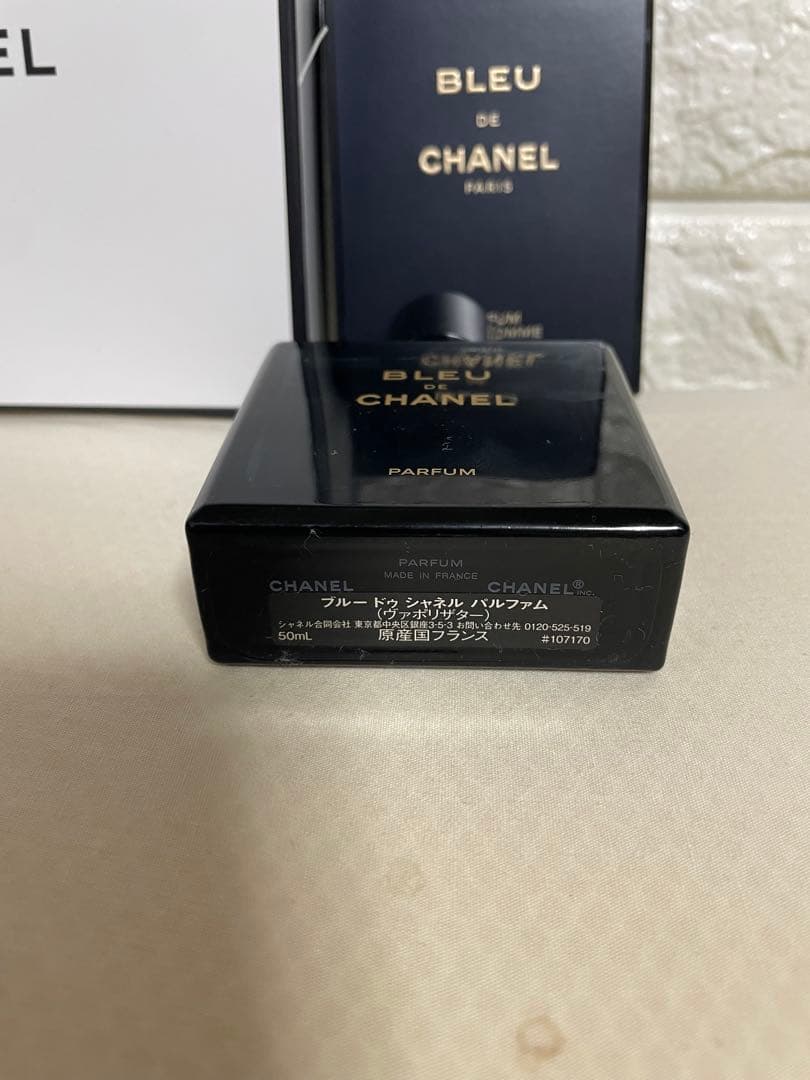 EL
BLEU
DE
CHANEL
PARIS
BLEU
DE
CHANEL
PARFUM
PARFUM
MADE IN FRANCE
CHANEL CHANEL® INC.
ブルー ドゥ シャネル パルファム
(ヴァポリザター)
シャネル合同会社 東京都中央区銀座3-5-3 お問い合わせ先 0120-525-519
50mL 原産国フランス #107170